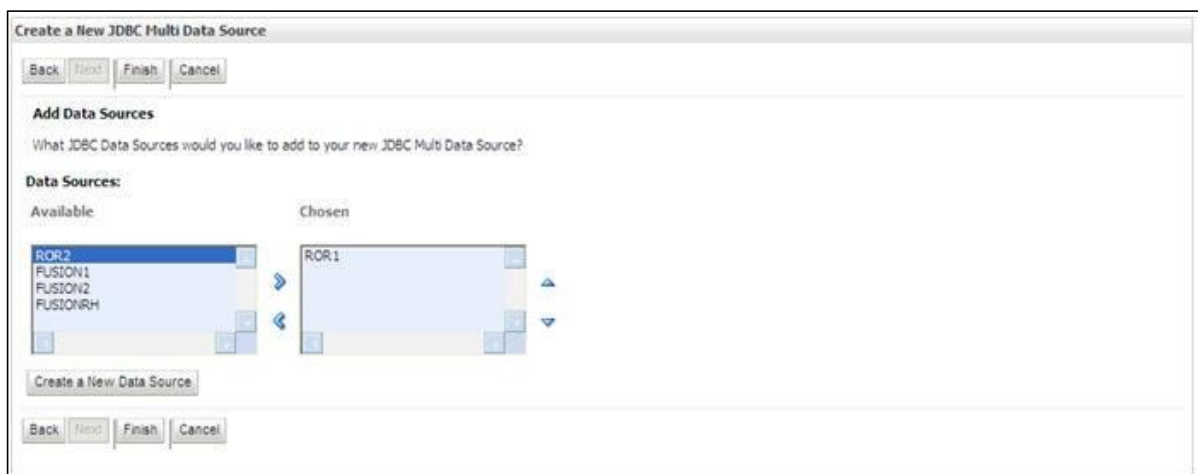 Create a New JDBC Multi Data Source
Back Next Finish Cancel
Add Data Sources
What JDBC Data Sources would you like to add to your new JDBC Multi Data Source?
Data Sources:
Available Chosen
ROR2 ROR1
FUSION1
FUSION2
FUSIONRH
Create a New Data Source
Back Next Finish Cancel